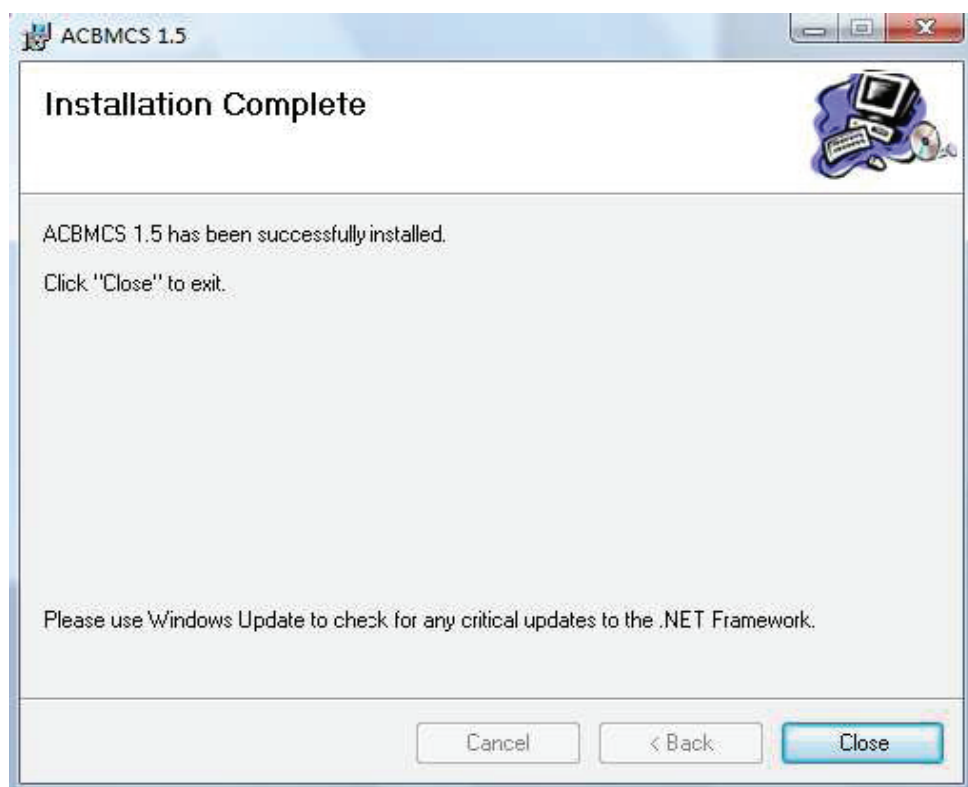 ACBMCS 1.5
Installation Complete
ACBMCS 1.5 has been successfully installed.
Click "Close" to exit.
Please use Windows Update to check for any critical updates to the .NET Framework.
Cancel
< Back
Close